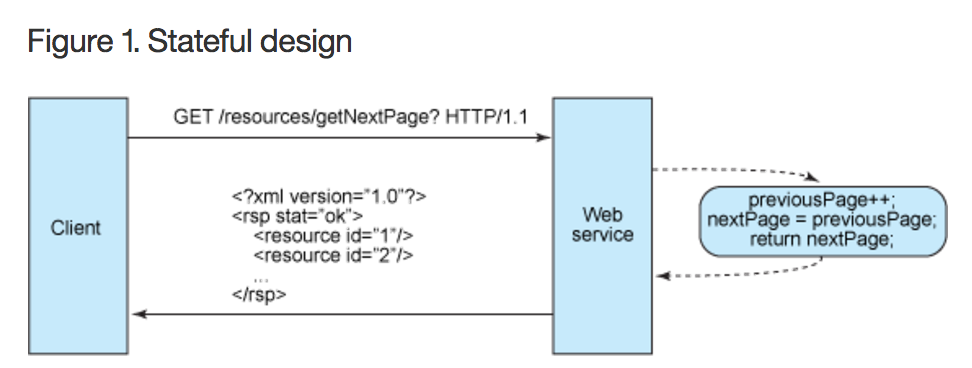 Figure 1. Stateful design
GET /resources/getNextPage? HTTP/1.1
<?xml version="1.0"?>
<rsp stat="ok">
<resource id="1"/>
<resource id="2"/>
...
</rsp>
Client
Web
service
previousPage++;
nextPage = previousPage;
return nextPage;